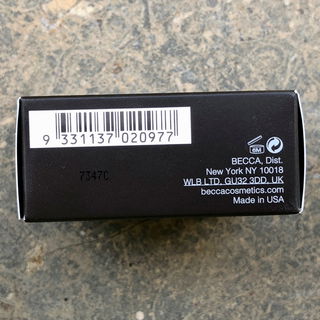 9 331137 020977
7347C
6M
BECCA, Dist.
New York NY 10018
WLB LTD, GU32 3DD, UK
beccacosmetics.com
Made in USA